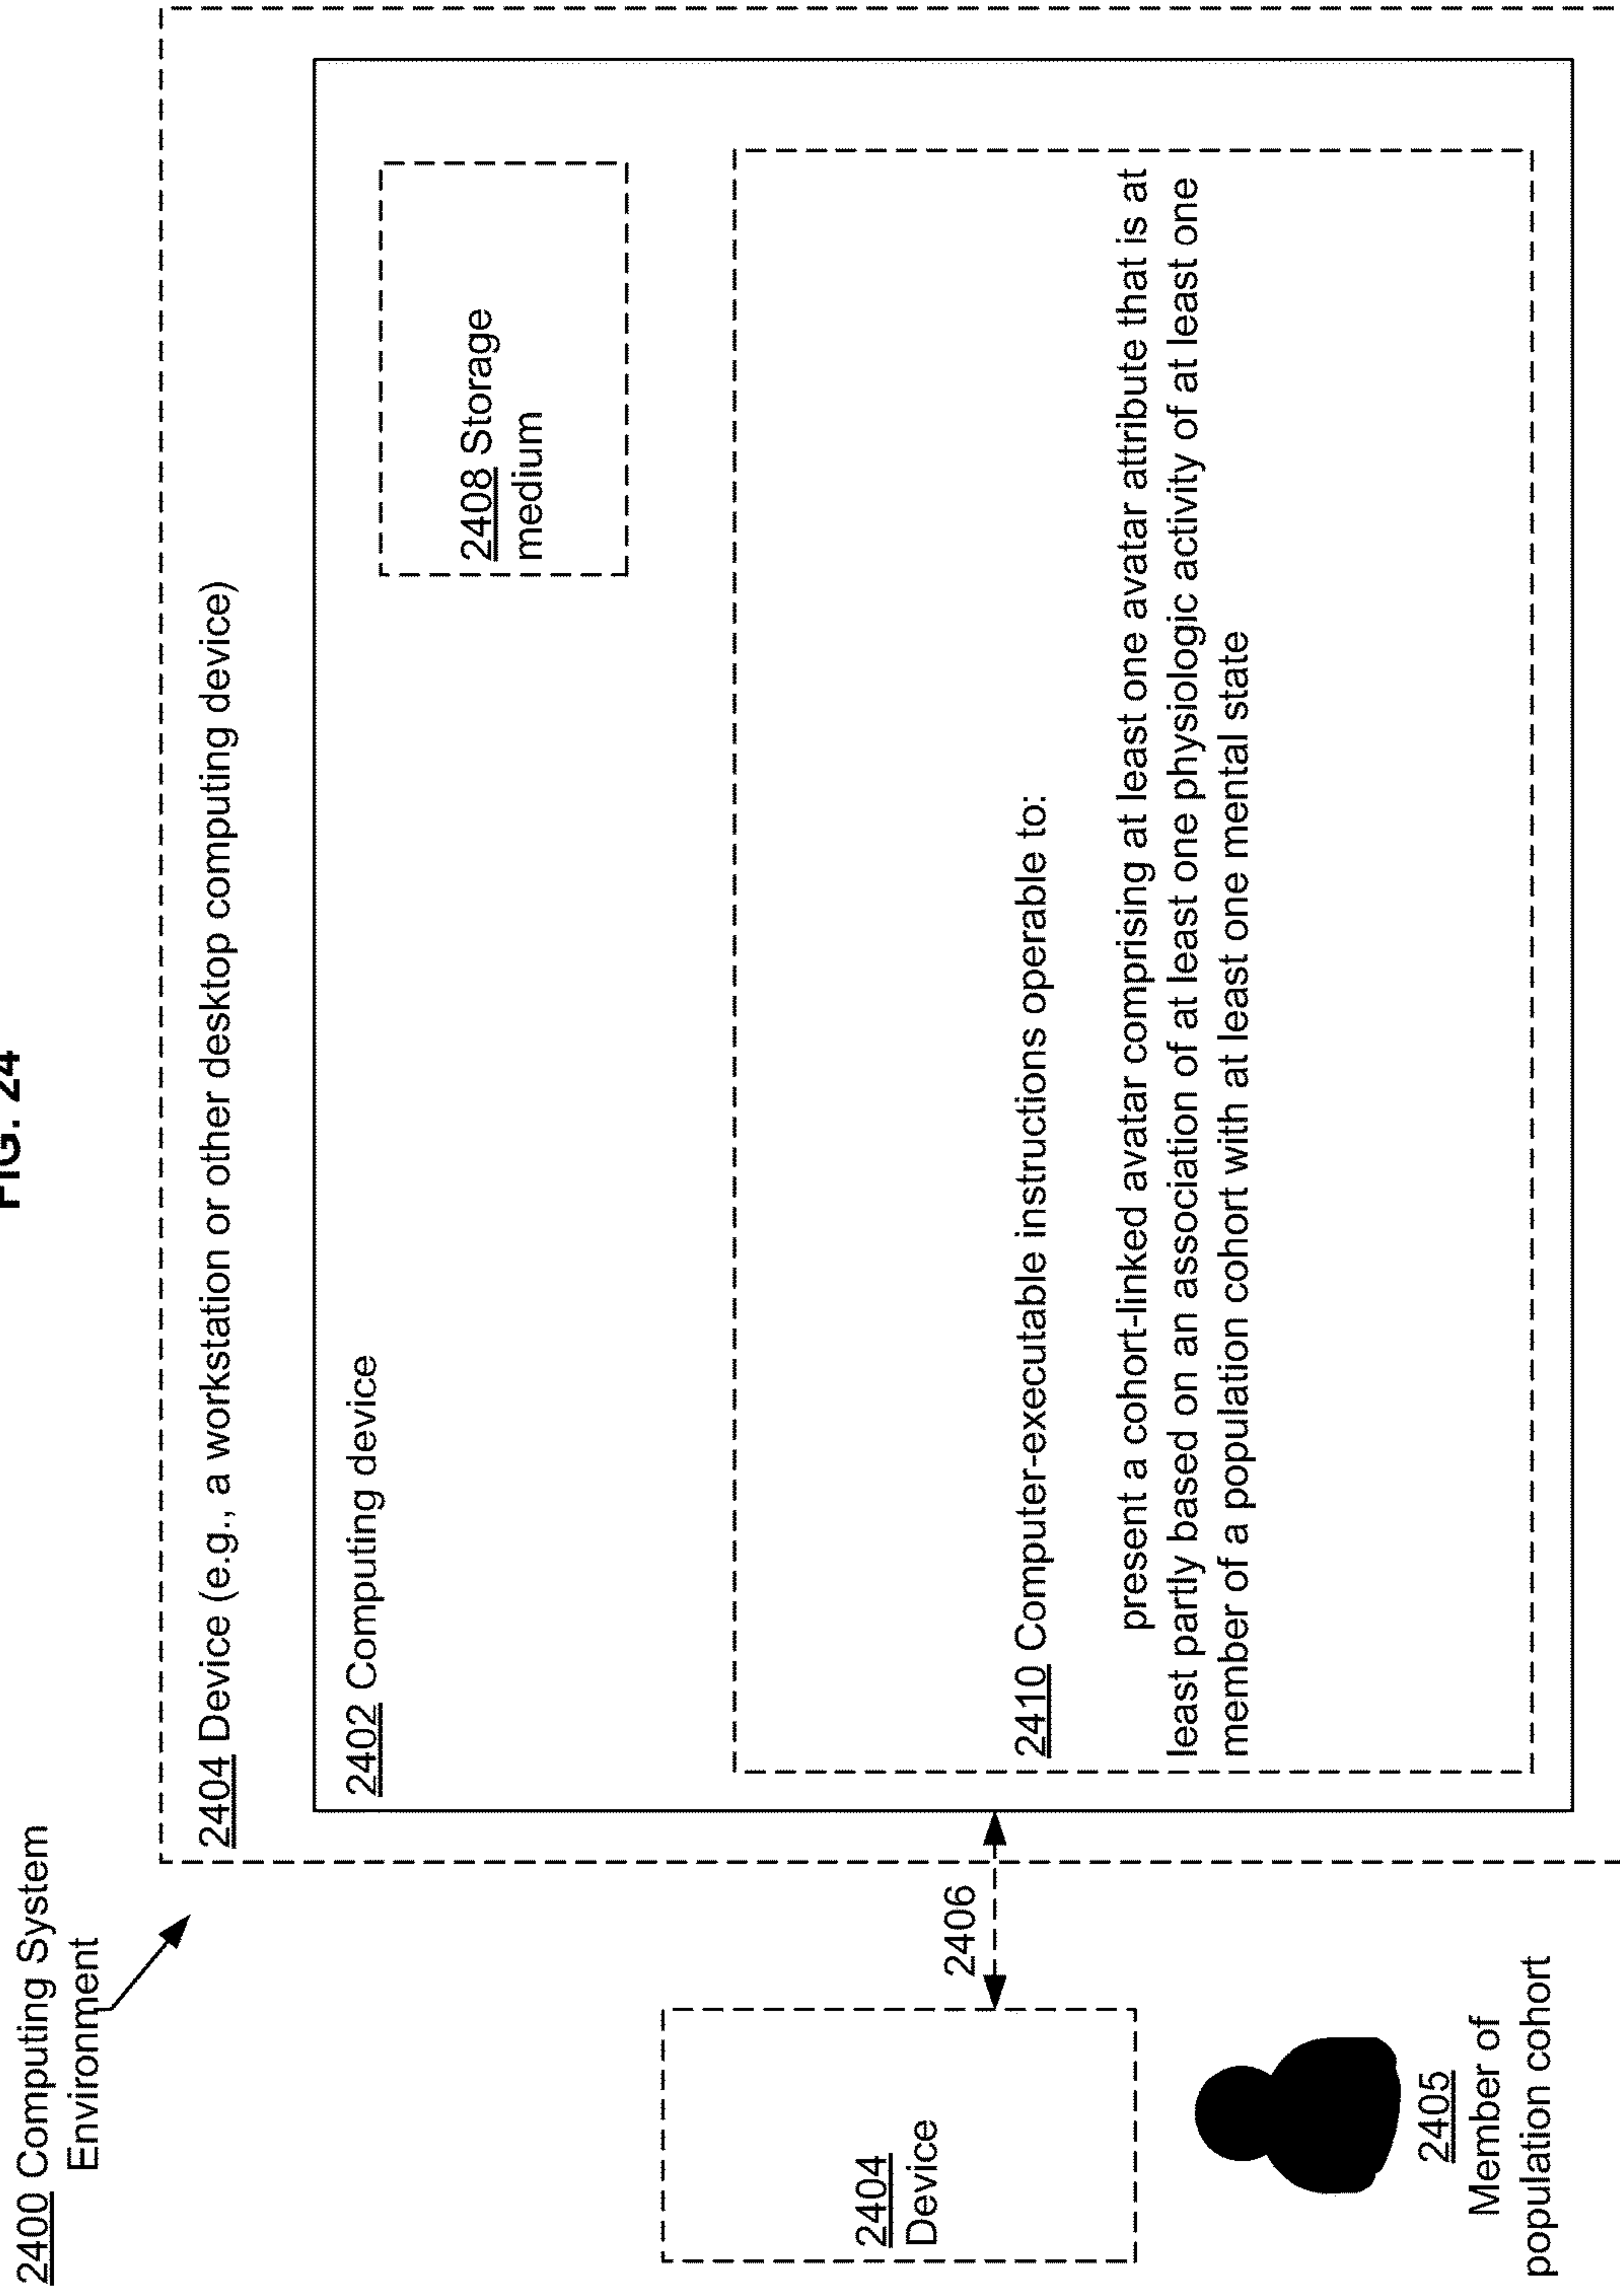 FIG. 24
2400 Computing System
Environment
2404 Device (e.g., a workstation or other desktop computing device)
2402 Computing device
2408 Storage
medium
2410 Computer-executable instructions operable to:
present a cohort-linked avatar comprising at least one avatar attribute that is at
least partly based on an association of at least one physiologic activity of at least one
member of a population cohort with at least one mental state
2406
2404
Device
2405
Member of
population cohort